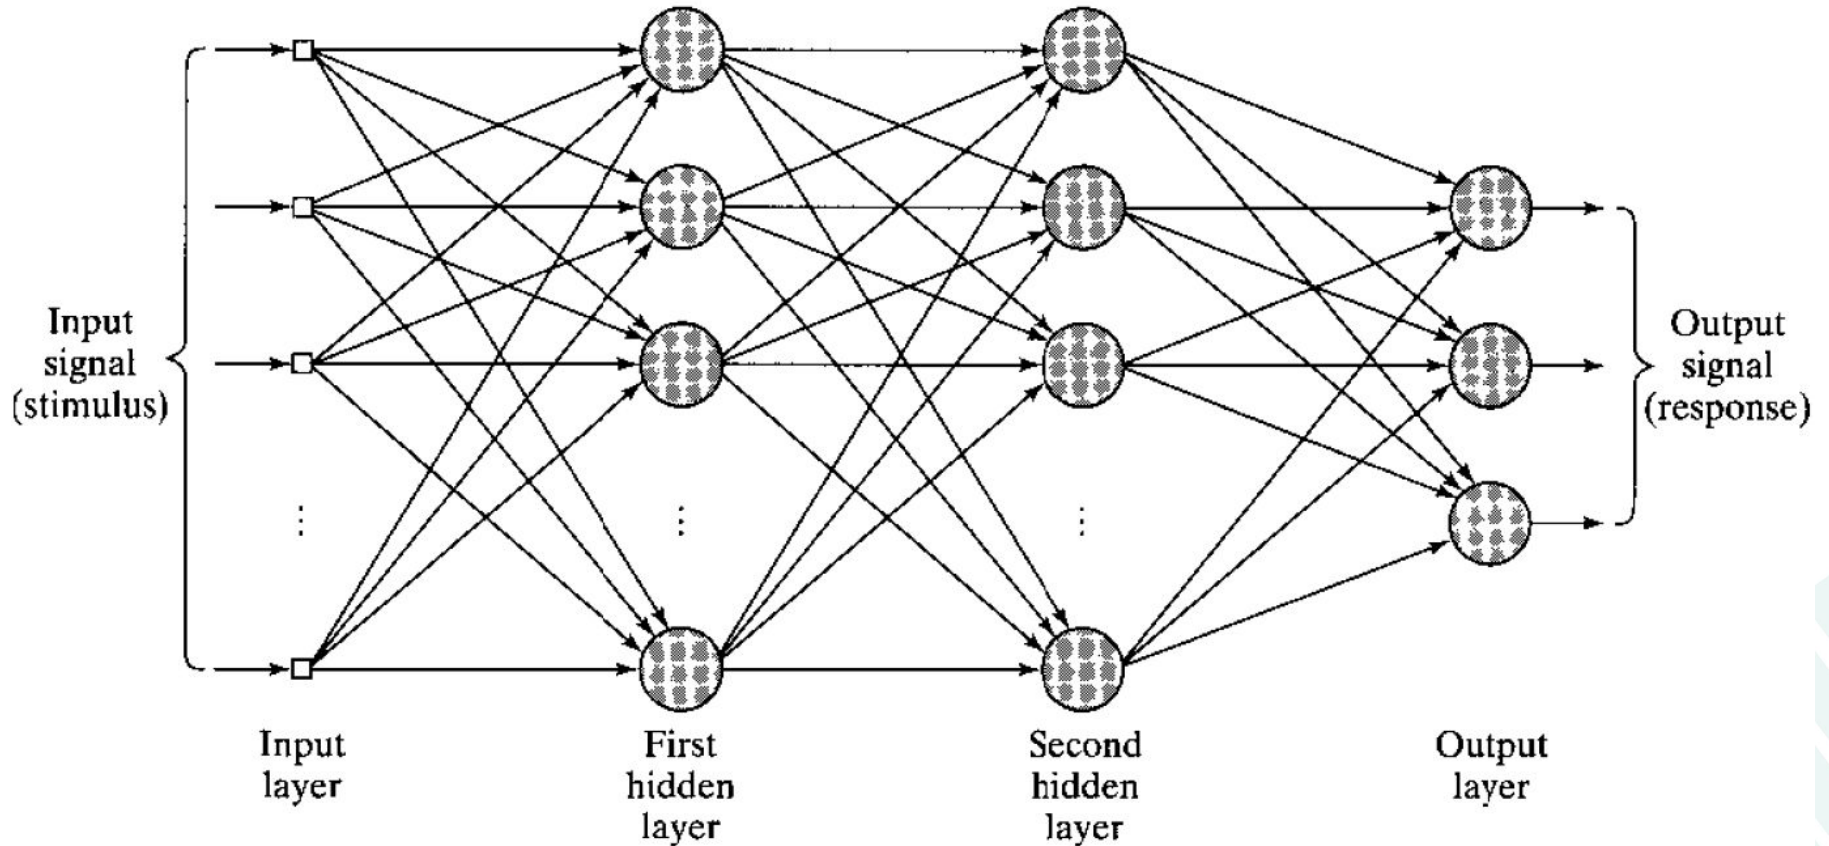 Input
signal
(stimulus)
Output
signal
(response)
⋮
⋮
⋮
Input
layer
First
hidden
layer
Second
hidden
layer
Output
layer